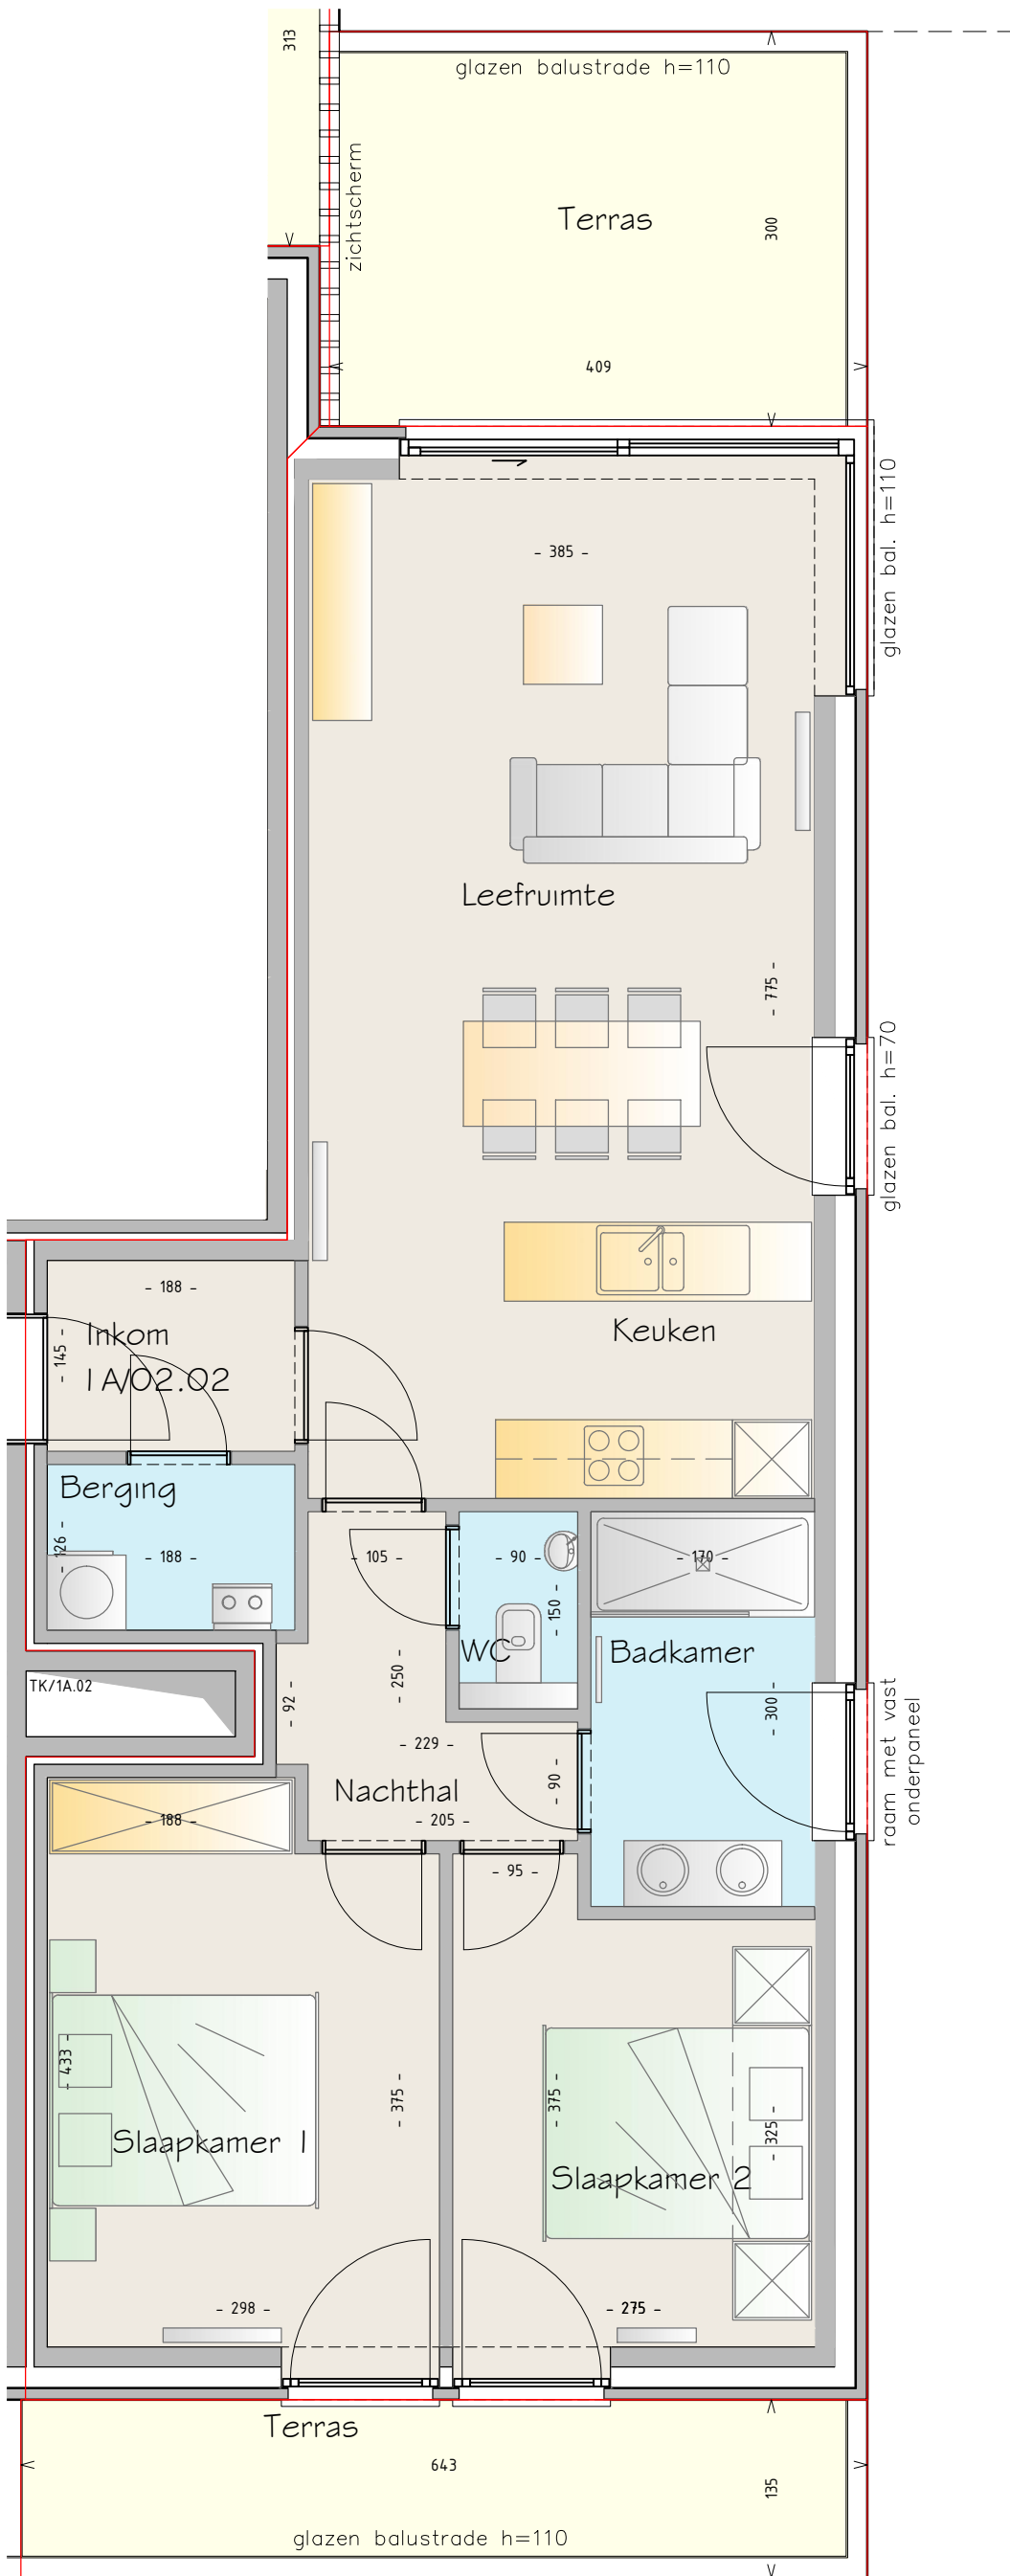 313
glazen balustrade h=110
zichtscherm
Terras
300
409
glazen bal. h=110
- 385 -
Leefruimte
- 775 -
glazen bal. h=70
- 188 -
Inkom
1A/02.02
- 145 -
Keuken
Berging
- 126 -
- 188 -
- 105 -
- 90 -
- 170 -
- 150 -
WC
Badkamer
TK/1A.02
- 92 -
- 250 -
- 300 -
raam met vast
onderpaneel
- 229 -
- 90 -
Nachthal
- 188 -
- 205 -
- 95 -
- 433 -
- 375 -
- 375 -
- 325 -
Slaapkamer 1
Slaapkamer 2
- 298 -
- 275 -
Terras
643
135
glazen balustrade h=110